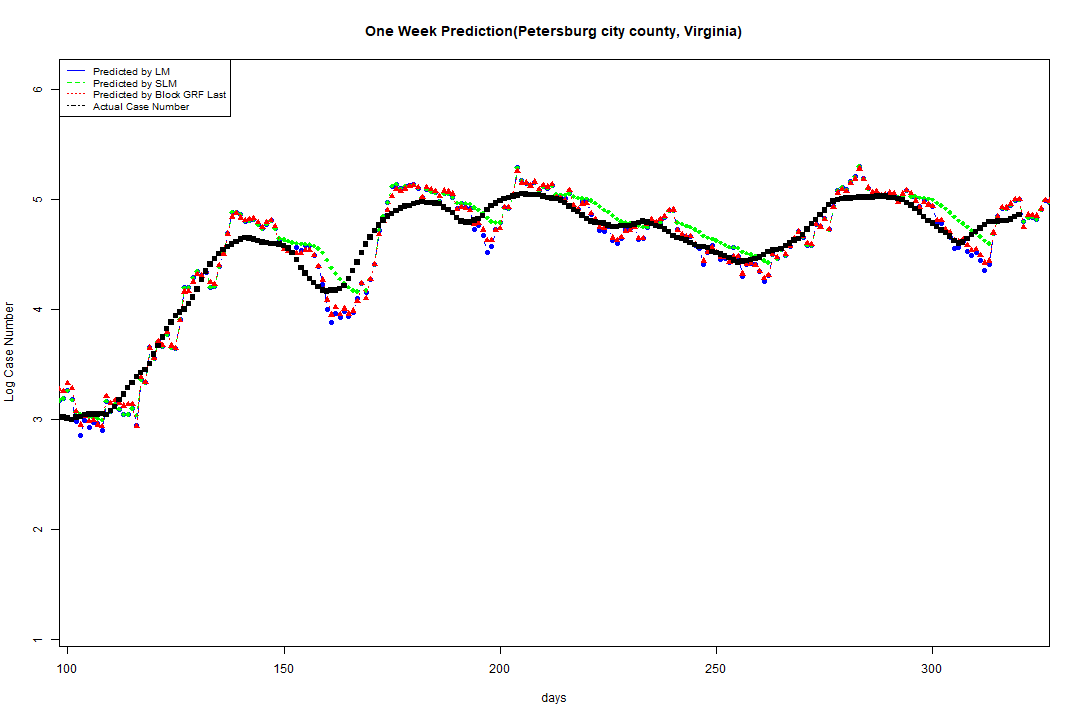 One Week Prediction(Petersburg city county, Virginia)
Predicted by LM
Predicted by SLM
Predicted by Block GRF Last
Actual Case Number
6
5
4
3
2
1
Log Case Number
100 150 200 250 300
days